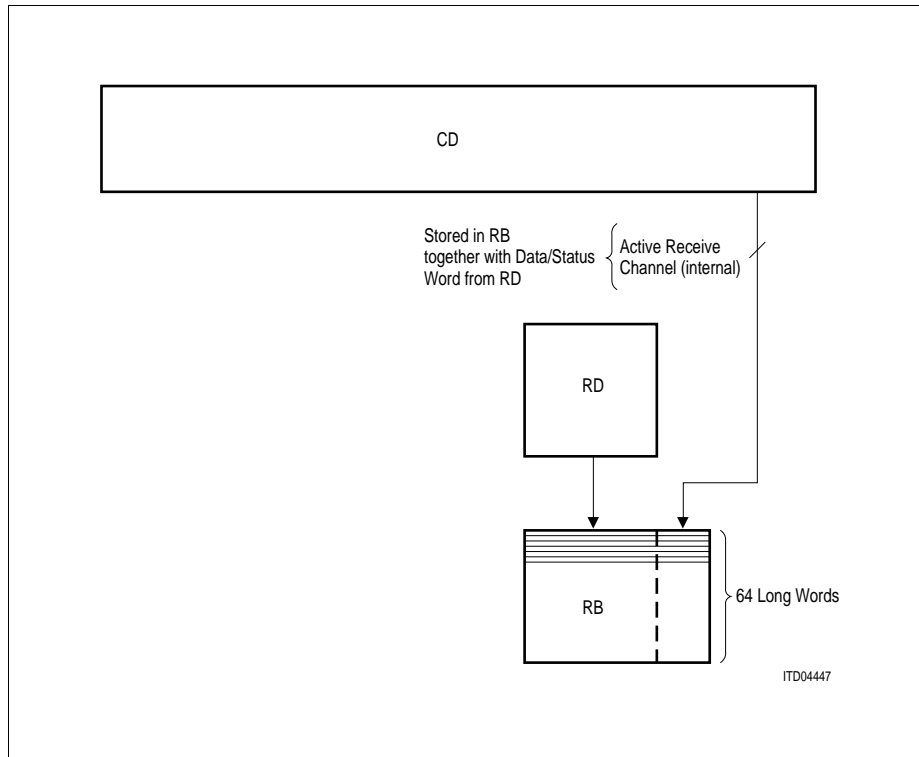 CD
Stored in RB
together with Data/Status
Word from RD
Active Receive
Channel (internal)
RD
RB
64 Long Words
ITD04447